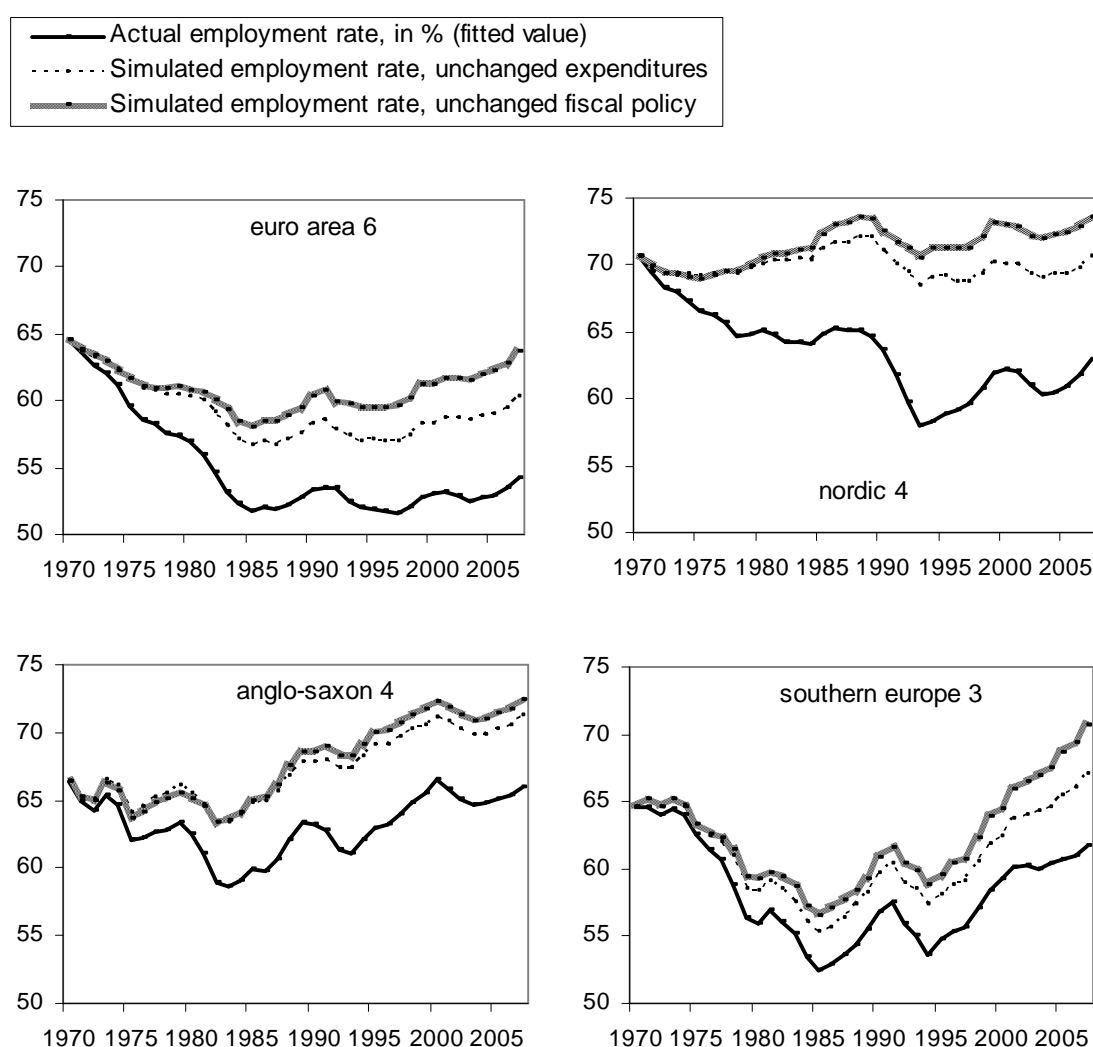 Actual employment rate, in % (fitted value)
Simulated employment rate, unchanged expenditures
Simulated employment rate, unchanged fiscal policy
75
70
65
60
55
50
euro area 6
1970 1975 1980 1985 1990 1995 2000 2005
75
70
65
60
55
50
nordic 4
1970 1975 1980 1985 1990 1995 2000 2005
75
70
65
60
55
50
anglo-saxon 4
1970 1975 1980 1985 1990 1995 2000 2005
75
70
65
60
55
50
southern europe 3
1970 1975 1980 1985 1990 1995 2000 2005